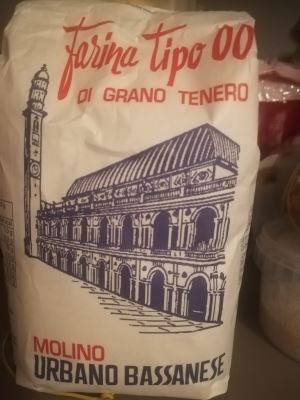 farina tipo 00
DI GRANO TENERO
MOLINO
URBANO BASSANESE